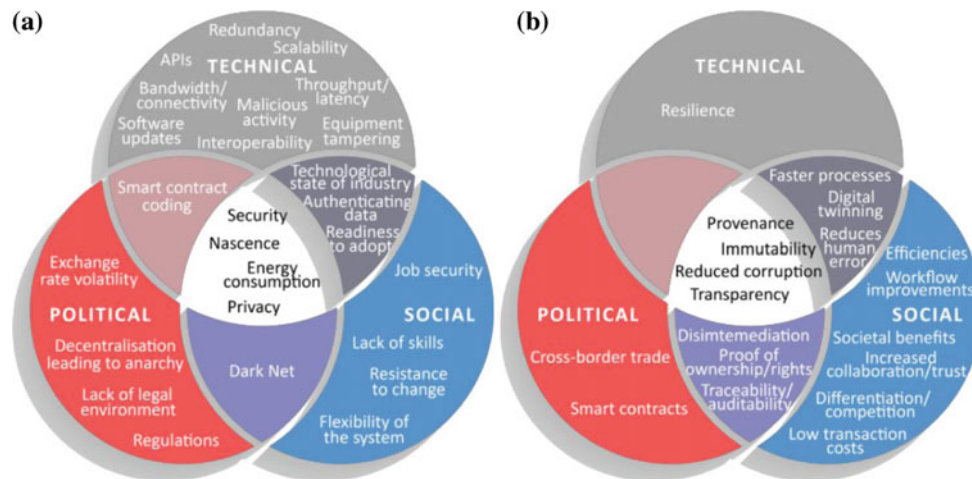 (a)
Redundancy
Scalability
APIs
TECHNICAL
Bandwidth/
connectivity
Throughput/
latency
Malicious
activity
Software
updates
Equipment
tampering
Interoperability
Smart contract
coding
Technological
state of industry
Authenticating
data
Readiness
to adopt
Security
Nascence
Energy
consumption
Privacy
Exchange
rate volatility
POLITICAL
Decentralisation
leading to anarchy
Lack of legal
environment
Regulations
Dark Net
Job security
SOCIAL
Lack of skills
Resistance
to change
Flexibility of
the system
(b)
TECHNICAL
Resilience
Faster processes
Digital
twinning
Reduces
human
error
Provenance
Immutability
Reduced corruption
Transparency
POLITICAL
Cross-border trade
Smart contracts
Disimtemediation
Proof of
ownership/rights
Traceability/
auditability
Efficiencies
Workflow
improvements
SOCIAL
Societal benefits
Increased
collaboration/trust
Differentiation/
competition
Low transaction
costs